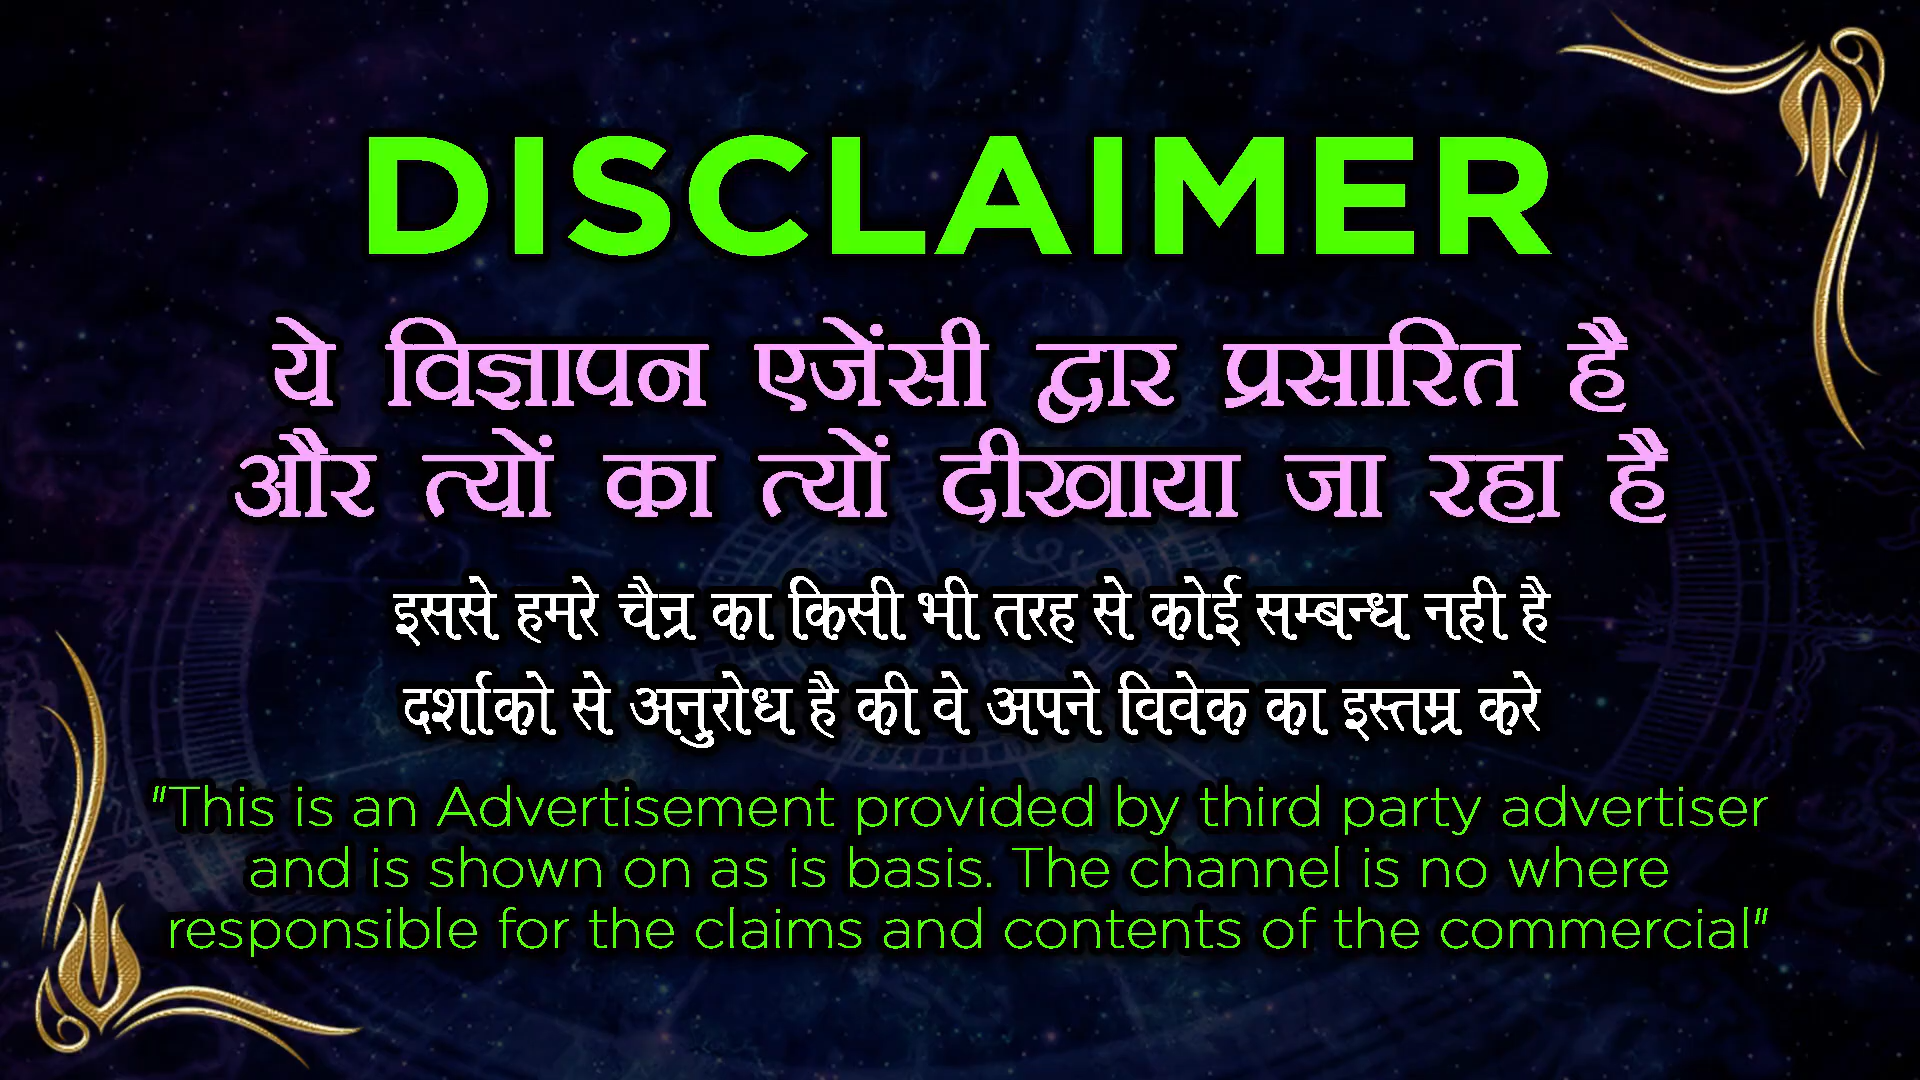 DISCLAIMER
ये विज्ञापन एजेंसी द्वार प्रसारित है
और त्यों का त्यों दीखाया जा रहा है
इससे हमरे चैन्र का किसी भी तरह से कोई सम्बन्ध नही है
दर्शाको से अनुरोध है की वे अपने विवेक का इस्तम्र करे
"This is an Advertisement provided by third party advertiser
and is shown on as is basis. The channel is no where
responsible for the claims and contents of the commercial"